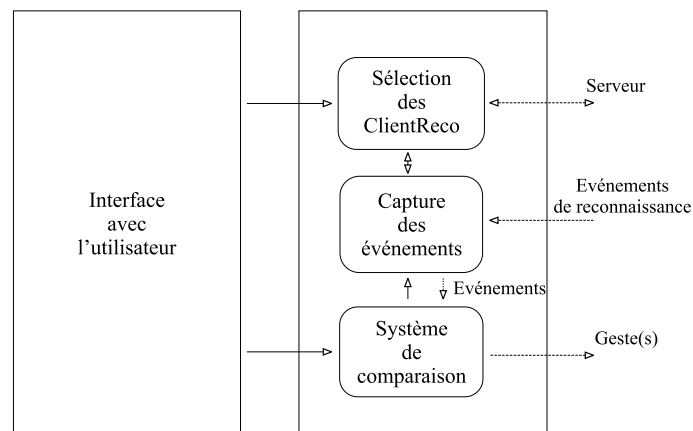 Sélection
des
ClientReco
Serveur
Interface
avec
l'utilisateur
Capture
des
événements
Evénements
de reconnaissance
Evénements
Système
de
comparaison
Geste(s)